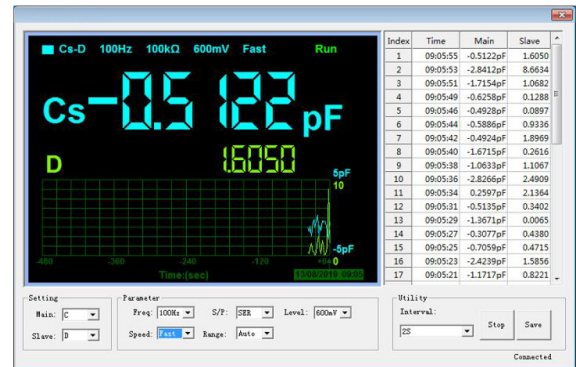 Cs-D 100Hz 100kΩ 600mV Fast Run
Cs -0.5122 pF
D 1.6050
5pF
10
-5pF
-480 -360 -240 -120 0
Time:(sec) 13/08/2019 09:05
Index Time Main Slave
1 09:05:55 -0.5122pF 1.6050
2 09:05:53 -2.8412pF 8.6634
3 09:05:51 -1.7154pF 1.0682
4 09:05:49 -0.6258pF 0.1288
5 09:05:46 -0.4928pF 0.0897
6 09:05:44 -0.5886pF 0.9336
7 09:05:42 -0.4924pF 1.8969
8 09:05:40 -1.6715pF 0.2616
9 09:05:38 -1.0633pF 1.1067
10 09:05:36 -2.8266pF 2.4909
11 09:05:34 0.2597pF 2.1364
12 09:05:31 -0.5135pF 0.3402
13 09:05:29 -1.3671pF 0.0065
14 09:05:27 -0.3077pF 0.4380
15 09:05:25 -0.7059pF 0.4715
16 09:05:23 -2.4239pF 1.5856
17 09:05:21 -1.1717pF 0.8221
Setting
Main: C
Slave: D
Parameter
Freq: 100Hz S/P: SER Level: 600mV
Speed: Fast Range: Auto
Utility
Interval:
2S Stop Save
Connected